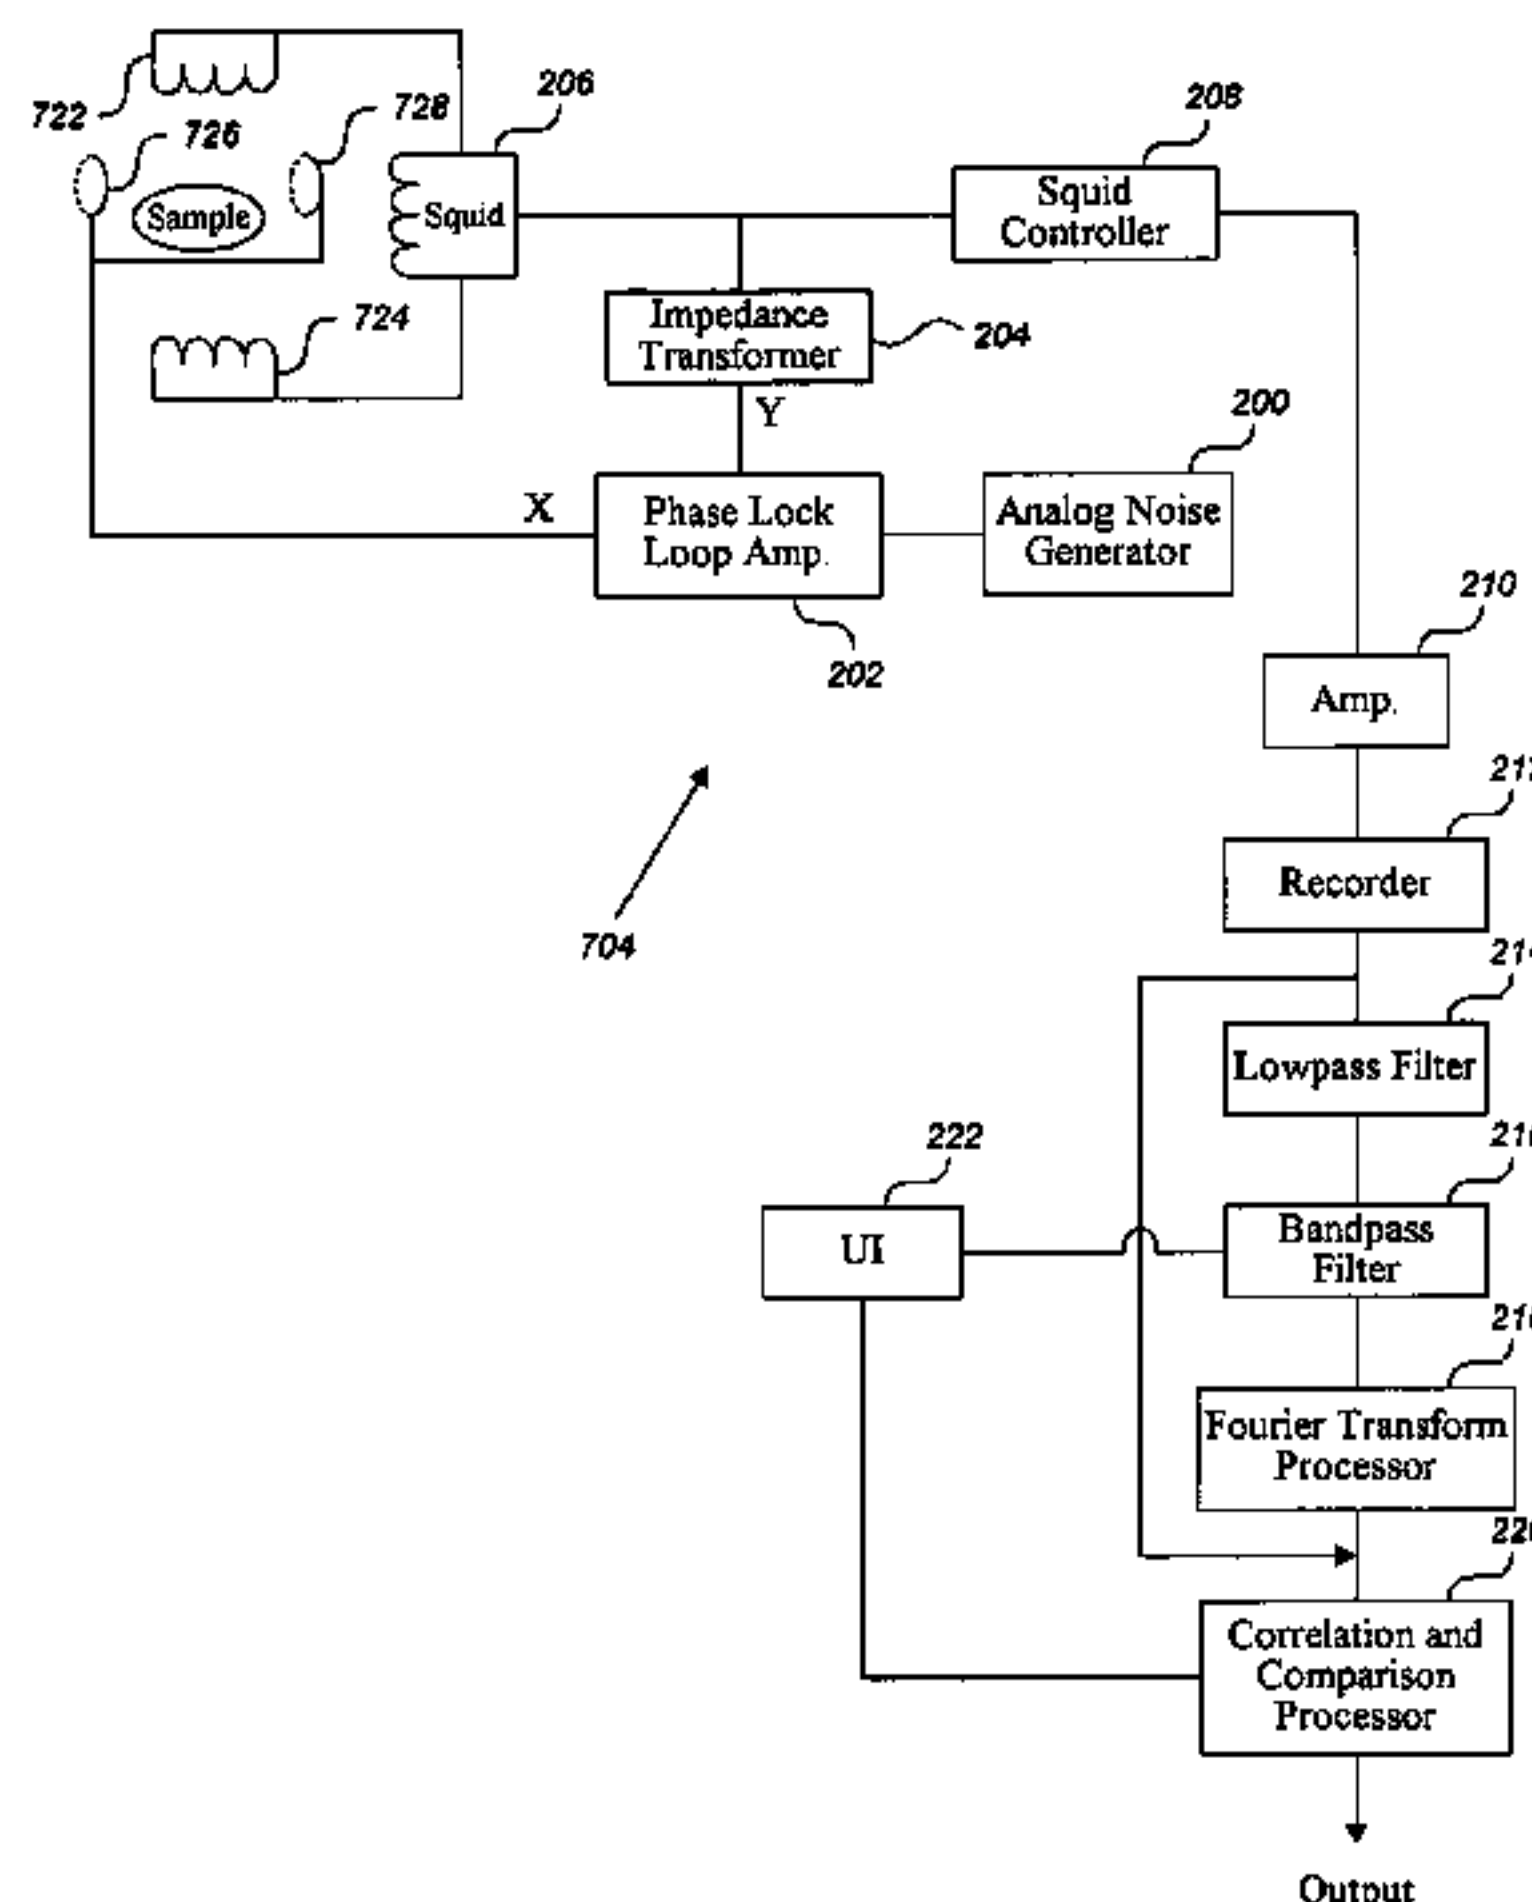 722
726
728
206
208
Sample
Squid
Squid
Controller
Impedance
Transformer
204
724
Y
200
X
Phase Lock
Loop Amp.
Analog Noise
Generator
202
210
Amp.
704
Recorder
Lowpass Filter
222
UI
Bandpass
Filter
Fourier Transform
Processor
Correlation and
Comparison
Processor
Output